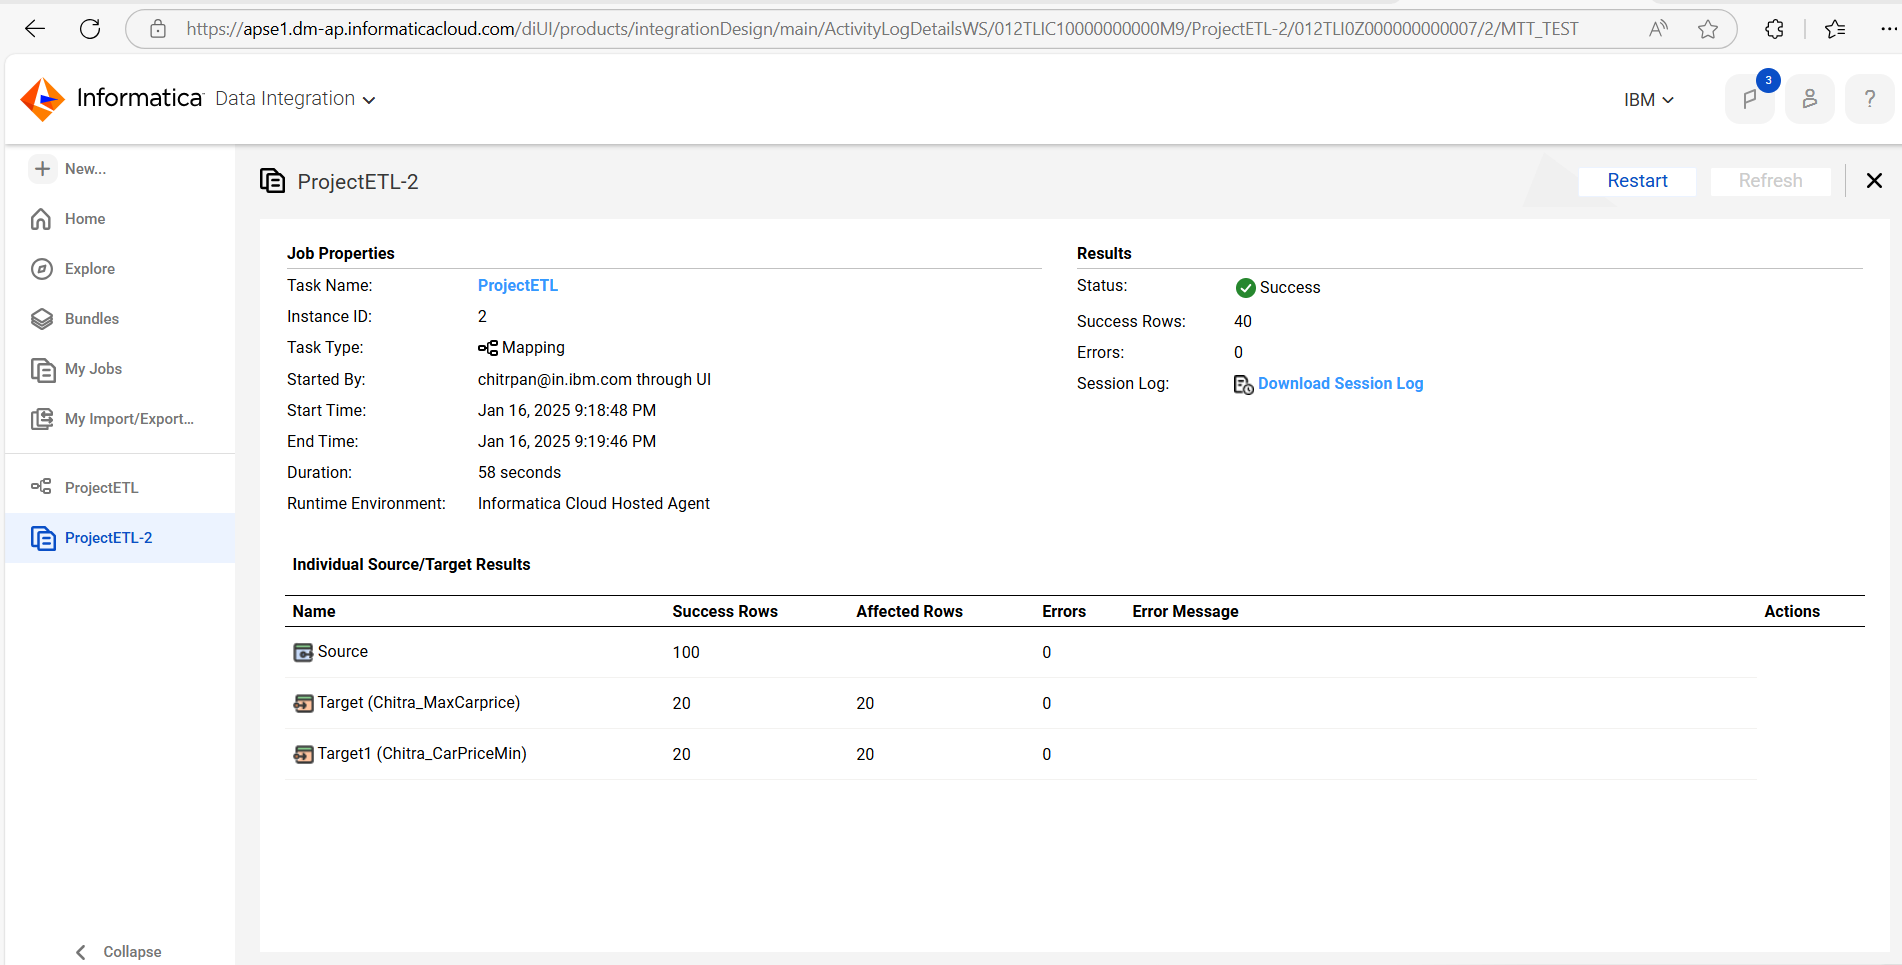 https://apse1.dm-ap.informaticacloud.com/diUI/products/integrationDesign/main/ActivityLogDetailsWS/012TLIC10000000000M9/ProjectETL-2/012TLI0Z000000000007/2/MTT_TEST
Informatica Data Integration
IBM
3
?
New...
Home
Explore
Bundles
My Jobs
My Import/Export...
ProjectETL
ProjectETL-2
Collapse
ProjectETL-2
Restart
Refresh
Job Properties
Task Name: ProjectETL
Instance ID: 2
Task Type: Mapping
Started By: chitrpan@in.ibm.com through UI
Start Time: Jan 16, 2025 9:18:48 PM
End Time: Jan 16, 2025 9:19:46 PM
Duration: 58 seconds
Runtime Environment: Informatica Cloud Hosted Agent
Results
Status: Success
Success Rows: 40
Errors: 0
Session Log: Download Session Log
Individual Source/Target Results
Name Success Rows Affected Rows Errors Error Message Actions
Source 100 0
Target (Chitra_MaxCarprice) 20 20 0
Target1 (Chitra_CarPriceMin) 20 20 0